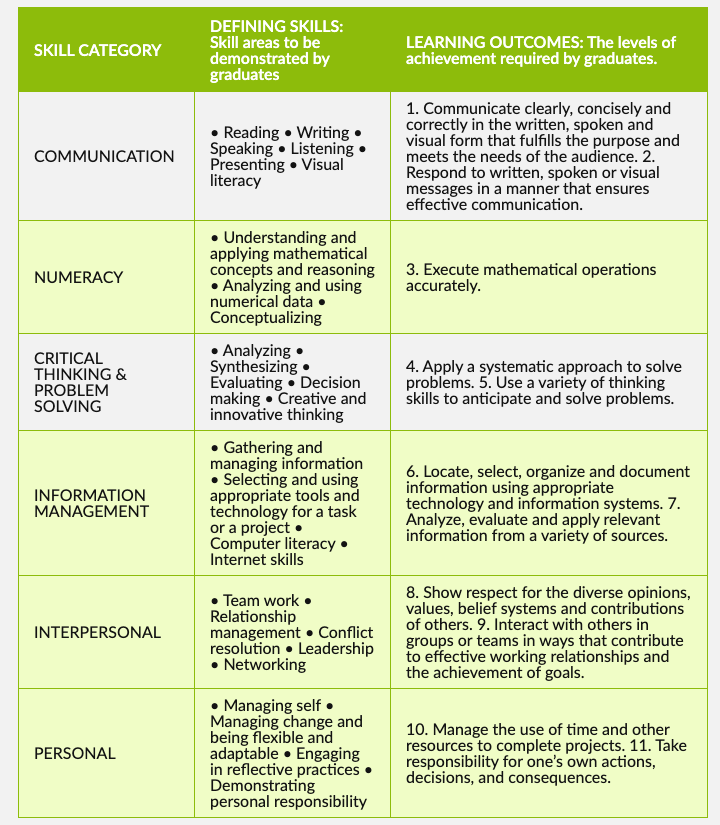 SKILL CATEGORY
DEFINING SKILLS:
Skill areas to be
demonstrated by
graduates
LEARNING OUTCOMES: The levels of
achievement required by graduates.
COMMUNICATION
• Reading • Writing •
Speaking • Listening •
Presenting • Visual
literacy
1. Communicate clearly, concisely and
correctly in the written, spoken and
visual form that fulfills the purpose and
meets the needs of the audience. 2.
Respond to written, spoken or visual
messages in a manner that ensures
effective communication.
NUMERACY
• Understanding and
applying mathematical
concepts and reasoning
• Analyzing and using
numerical data •
Conceptualizing
3. Execute mathematical operations
accurately.
CRITICAL
THINKING &
PROBLEM
SOLVING
• Analyzing •
Synthesizing •
Evaluating • Decision
making • Creative and
innovative thinking
4. Apply a systematic approach to solve
problems. 5. Use a variety of thinking
skills to anticipate and solve problems.
INFORMATION
MANAGEMENT
• Gathering and
managing information
• Selecting and using
appropriate tools and
technology for a task
or a project •
Computer literacy •
Internet skills
6. Locate, select, organize and document
information using appropriate
technology and information systems. 7.
Analyze, evaluate and apply relevant
information from a variety of sources.
INTERPERSONAL
• Team work •
Relationship
management • Conflict
resolution • Leadership
• Networking
8. Show respect for the diverse opinions,
values, belief systems and contributions
of others. 9. Interact with others in
groups or teams in ways that contribute
to effective working relationships and
the achievement of goals.
PERSONAL
• Managing self •
Managing change and
being flexible and
adaptable • Engaging
in reflective practices •
Demonstrating
personal responsibility
10. Manage the use of time and other
resources to complete projects. 11. Take
responsibility for one's own actions,
decisions, and consequences.